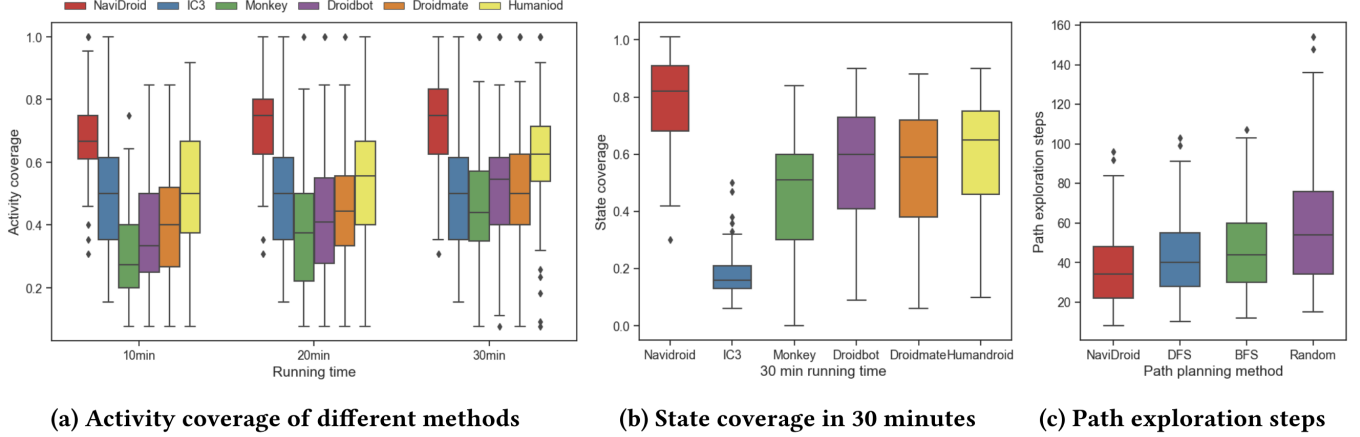 NaviDroid IC3 Monkey Droidbot Droidmate Humaniod
Activity coverage
1.0
0.8
0.6
0.4
0.2
10min 20min 30min
Running time
(a) Activity coverage of different methods
State coverage
1.0
0.8
0.6
0.4
0.2
0.0
Navidroid IC3 Monkey Droidbot Droidmate Humandroid
30 min running time
(b) State coverage in 30 minutes
Path exploration steps
160
140
120
100
80
60
40
20
NaviDroid DFS BFS Random
Path planning method
(c) Path exploration steps